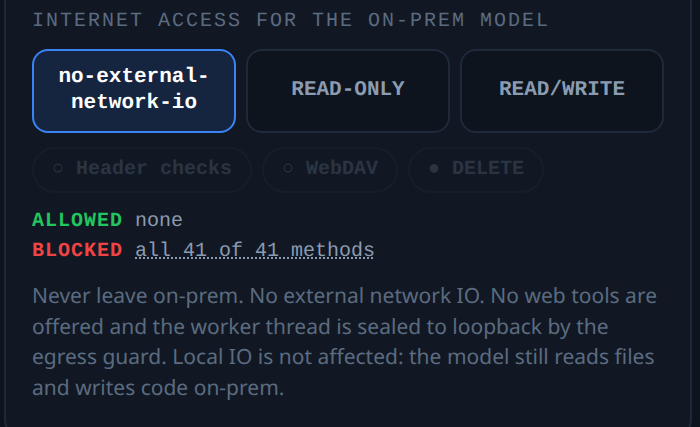 INTERNET ACCESS FOR THE ON-PREM MODEL
no-external-
network-io
READ-ONLY
READ/WRITE
○ Header checks
○ WebDAV
● DELETE
ALLOWED none
BLOCKED all 41 of 41 methods
Never leave on-prem. No external network IO. No web tools are
offered and the worker thread is sealed to loopback by the
egress guard. Local IO is not affected: the model still reads files
and writes code on-prem.